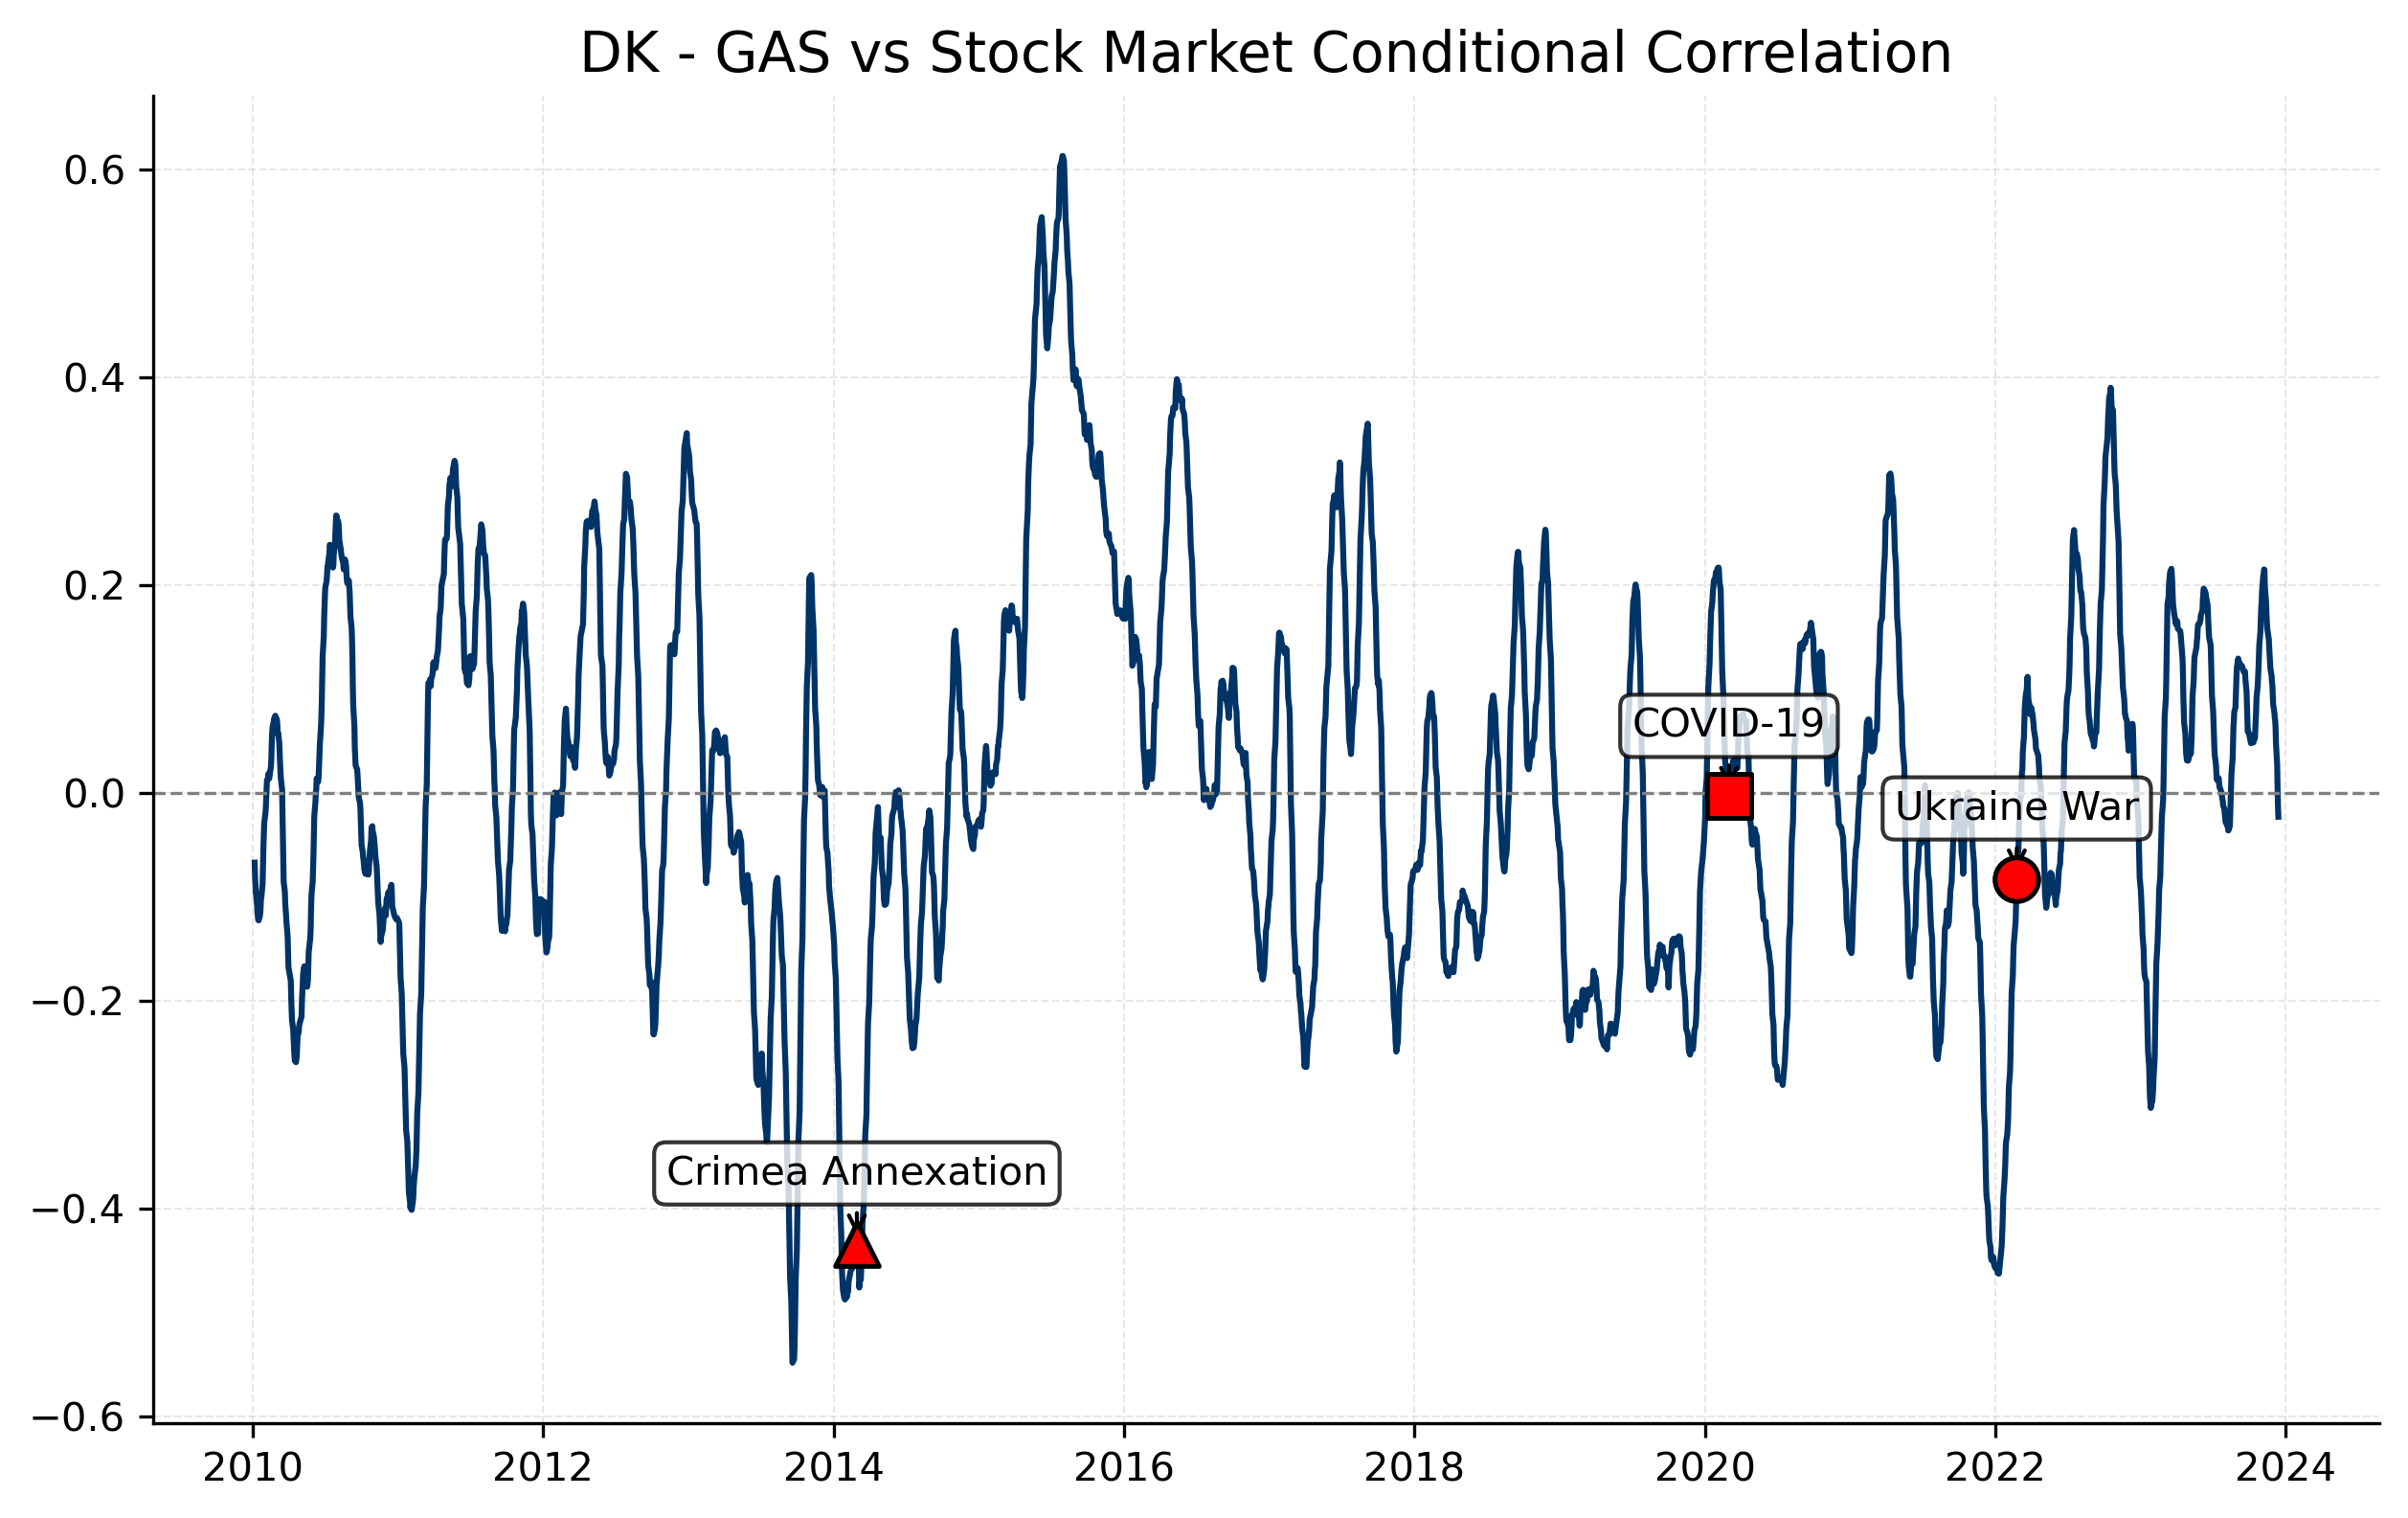 DK - GAS vs Stock Market Conditional Correlation
0.6
0.4
0.2
0.0
−0.2
−0.4
−0.6
COVID-19
Ukraine War
Crimea Annexation
2010 2012 2014 2016 2018 2020 2022 2024